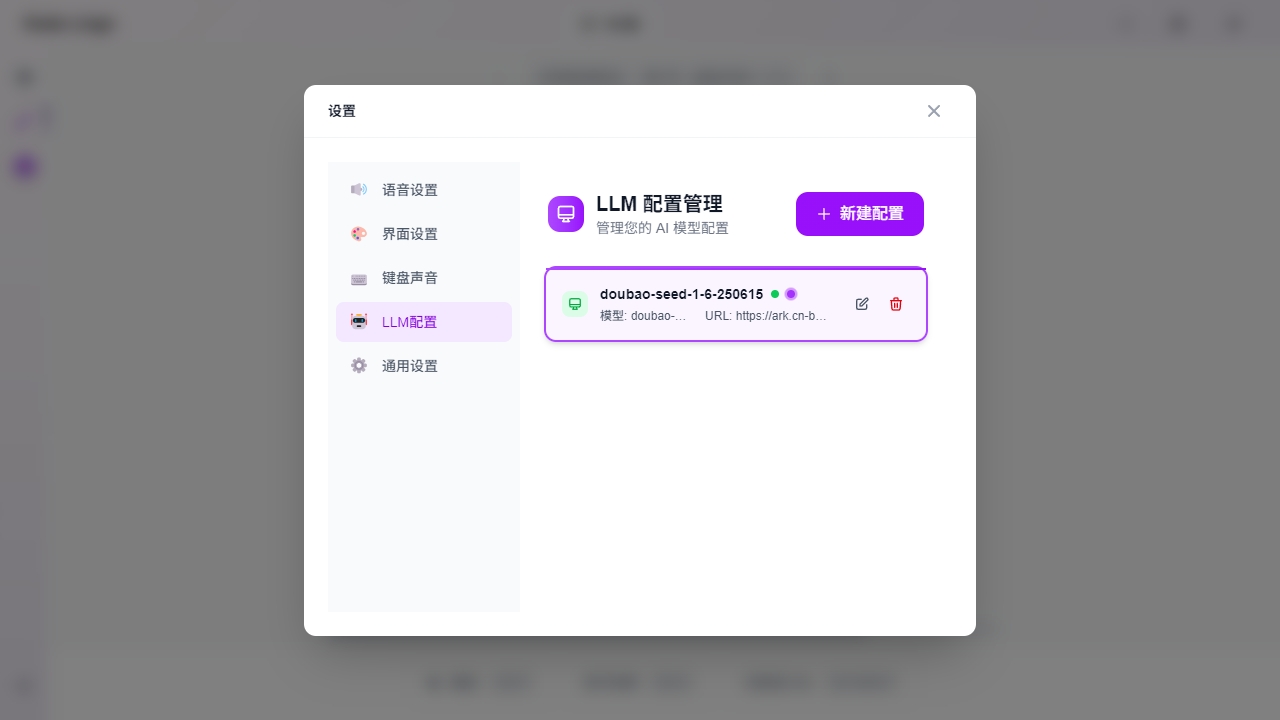 设置
语音设置
界面设置
键盘声音
LLM配置
通用设置
LLM 配置管理
管理您的 AI 模型配置
新建配置
doubao-seed-1-6-250615
模型: doubao-... URL: https://ark.cn-b...